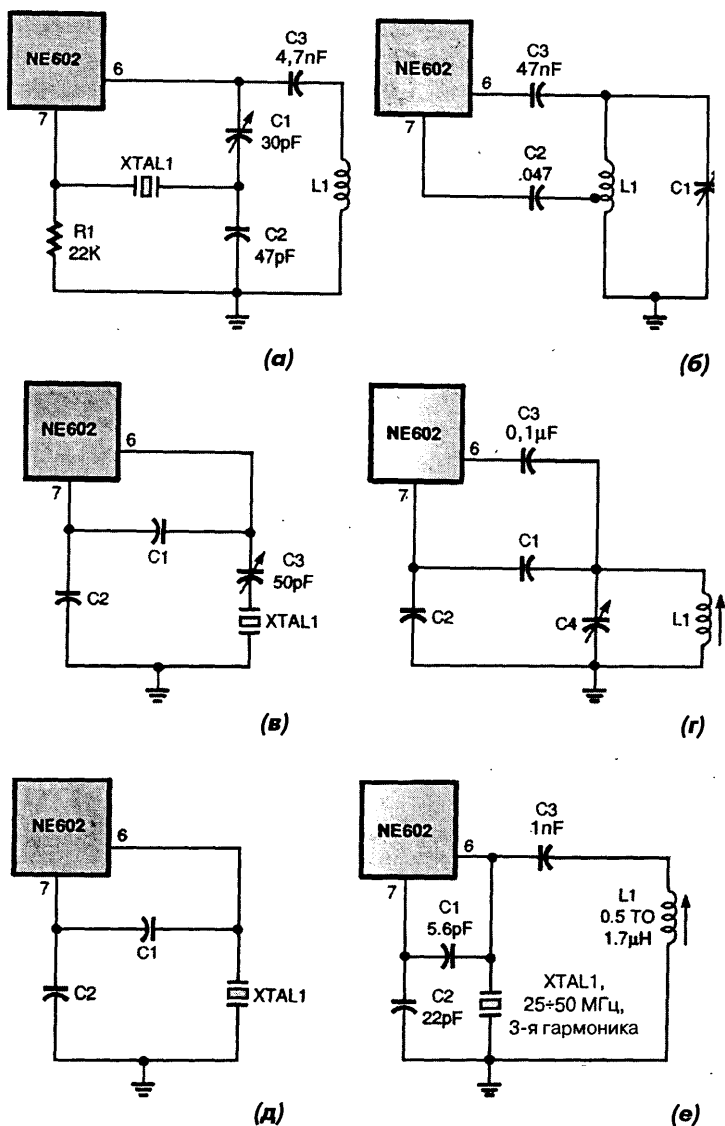 NE602
6
7
C3
4,7nF
C1
30pF
XTAL1
L1
R1
22K
C2
47pF
(а)
NE602
6
7
C3
47nF
C2
.047
L1
C1
(б)
NE602
6
7
C1
C3
50pF
C2
XTAL1
(в)
NE602
6
7
C3
0,1µF
C1
C2
C4
L1
(г)
NE602
6
7
C1
C2
XTAL1
(д)
NE602
6
7
C3
1nF
L1
0.5 TO
1.7µH
C1
5.6pF
C2
22pF
XTAL1,
25÷50 МГц,
3-я гармоника
(е)